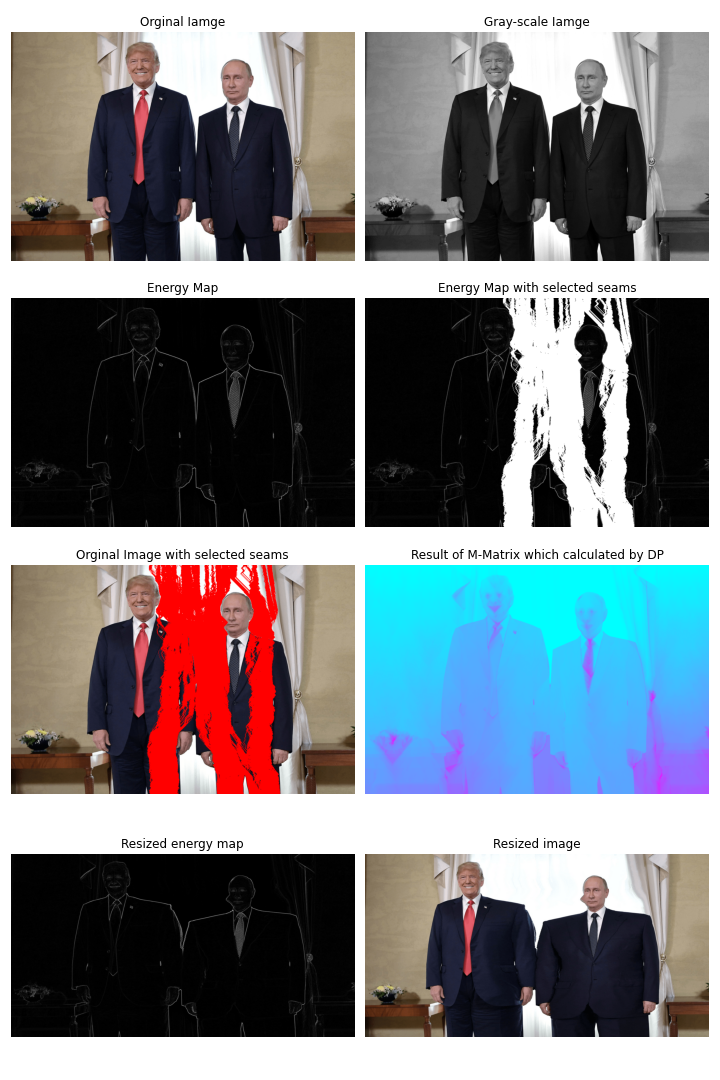 Orginal Iamge
Gray-scale Iamge
Energy Map
Energy Map with selected seams
Orginal Image with selected seams
Result of M-Matrix which calculated by DP
Resized energy map
Resized image